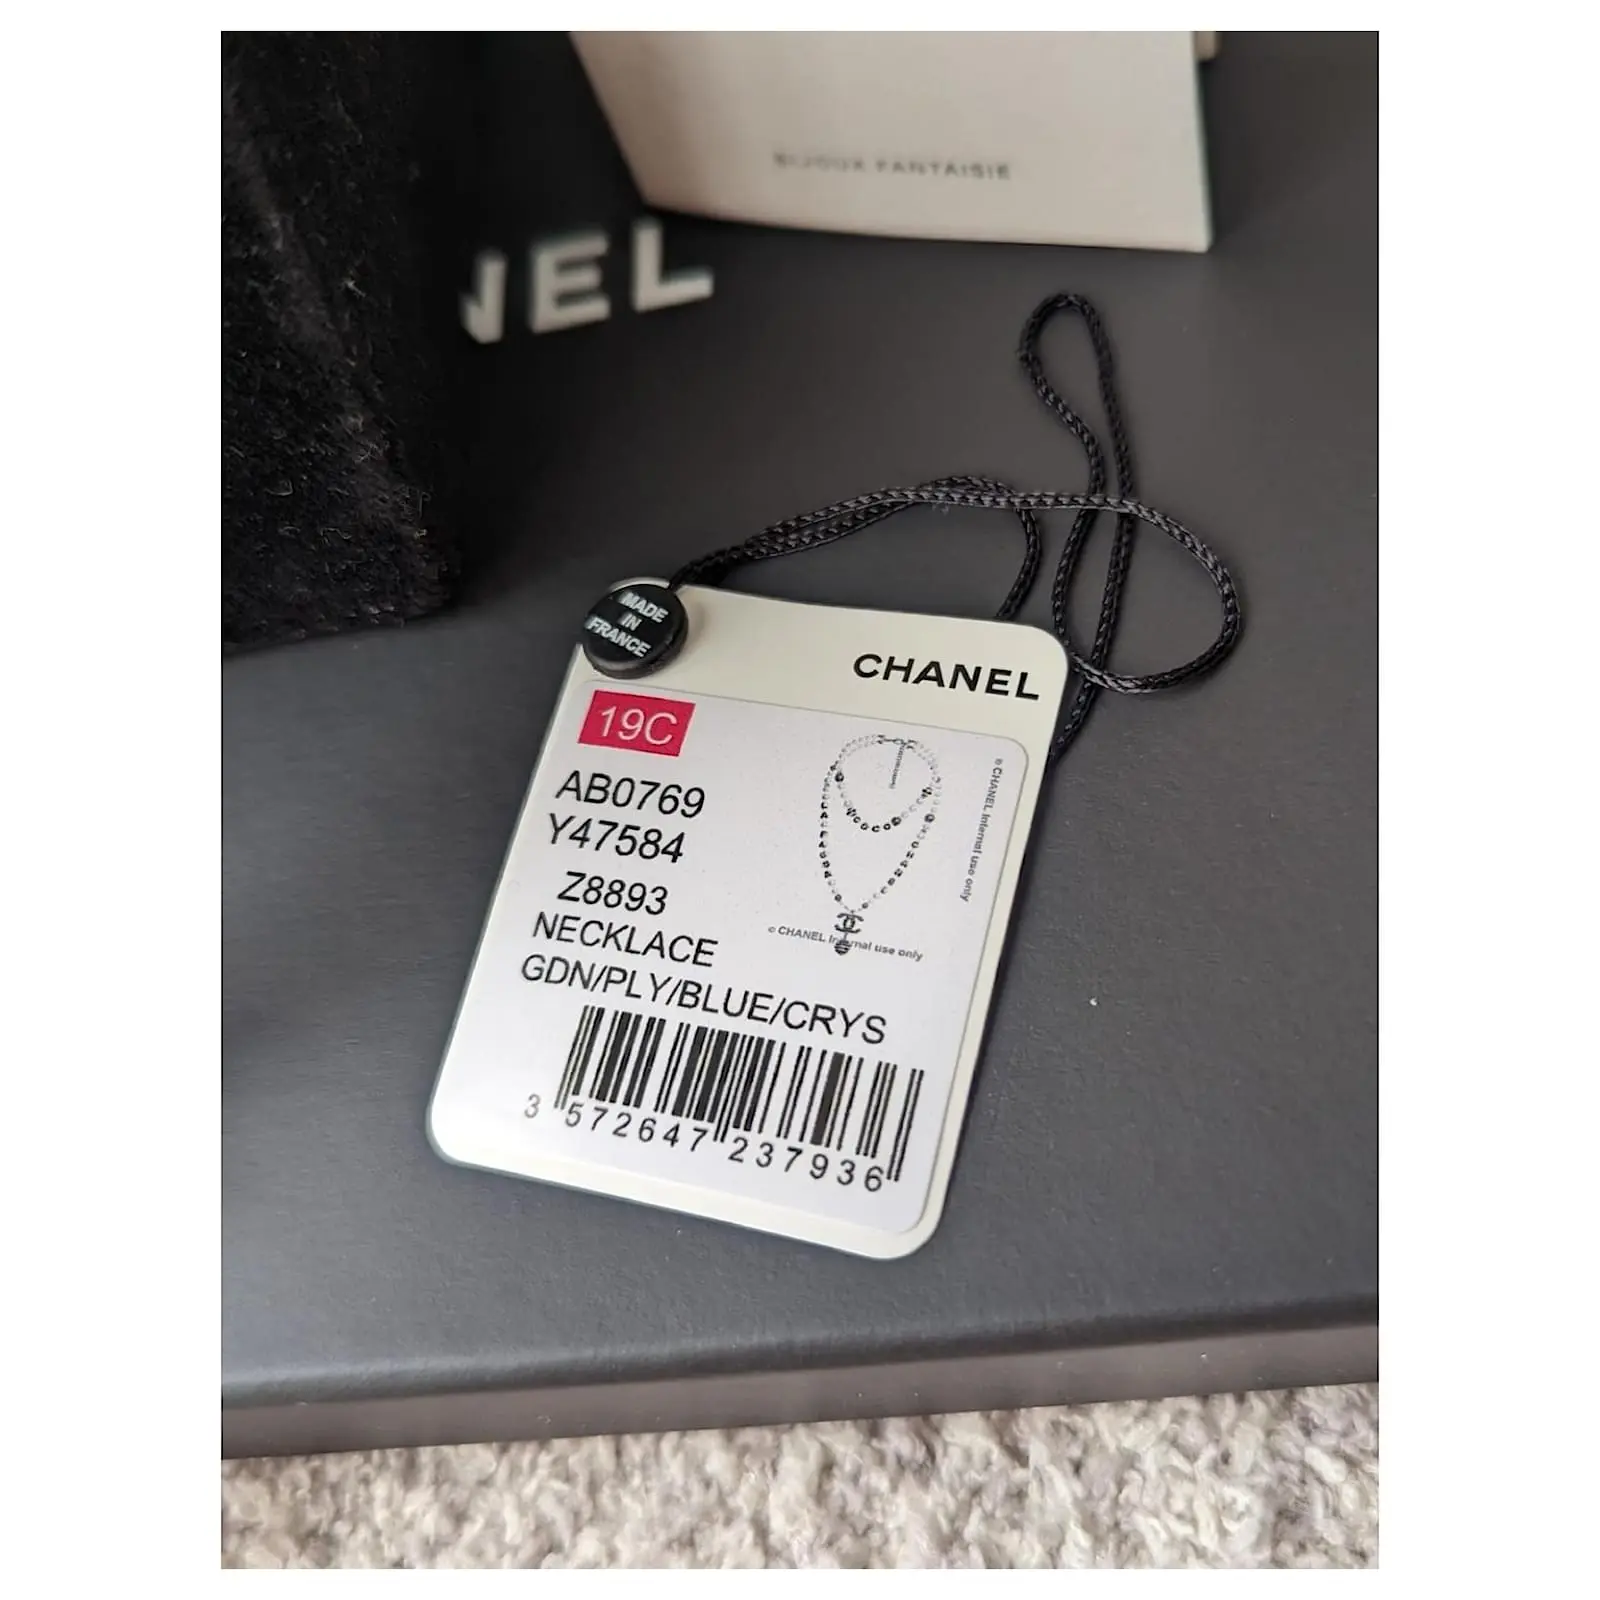 BIJOUX FANTAISIE
NEL
MADE
IN
FRANCE
CHANEL
19C
AB0769
Y47584
Z8893
NECKLACE
GDN/PLY/BLUE/CRYS
© CHANEL Internal use only
© CHANEL Internal use only
3 572647 237936